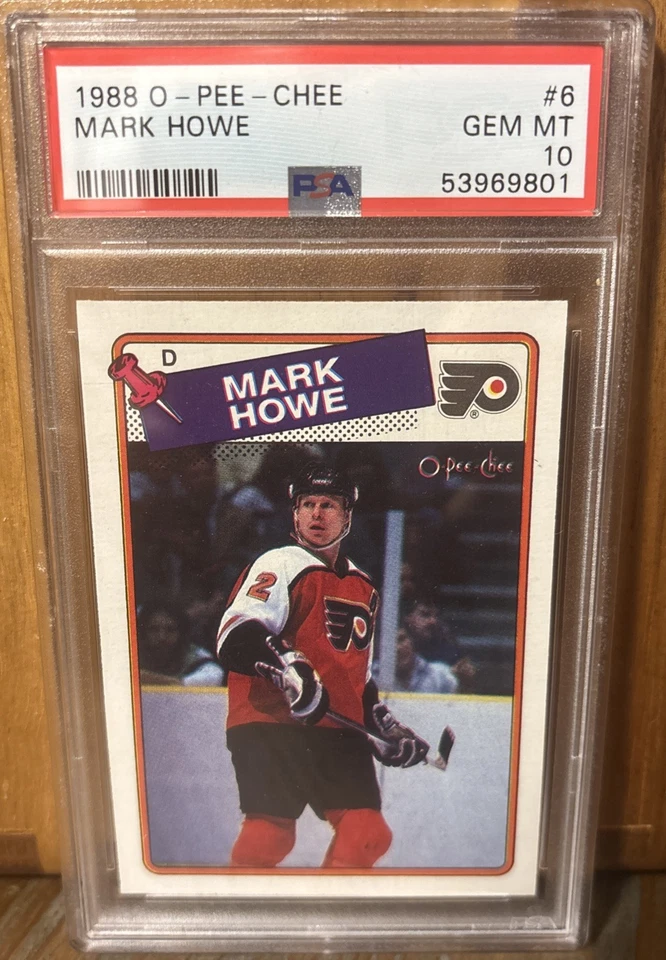 1988 O-PEE-CHEE #6
MARK HOWE GEM MT
10
PSA 53969801
D
MARK
HOWE
®
O-Pee-Chee
2